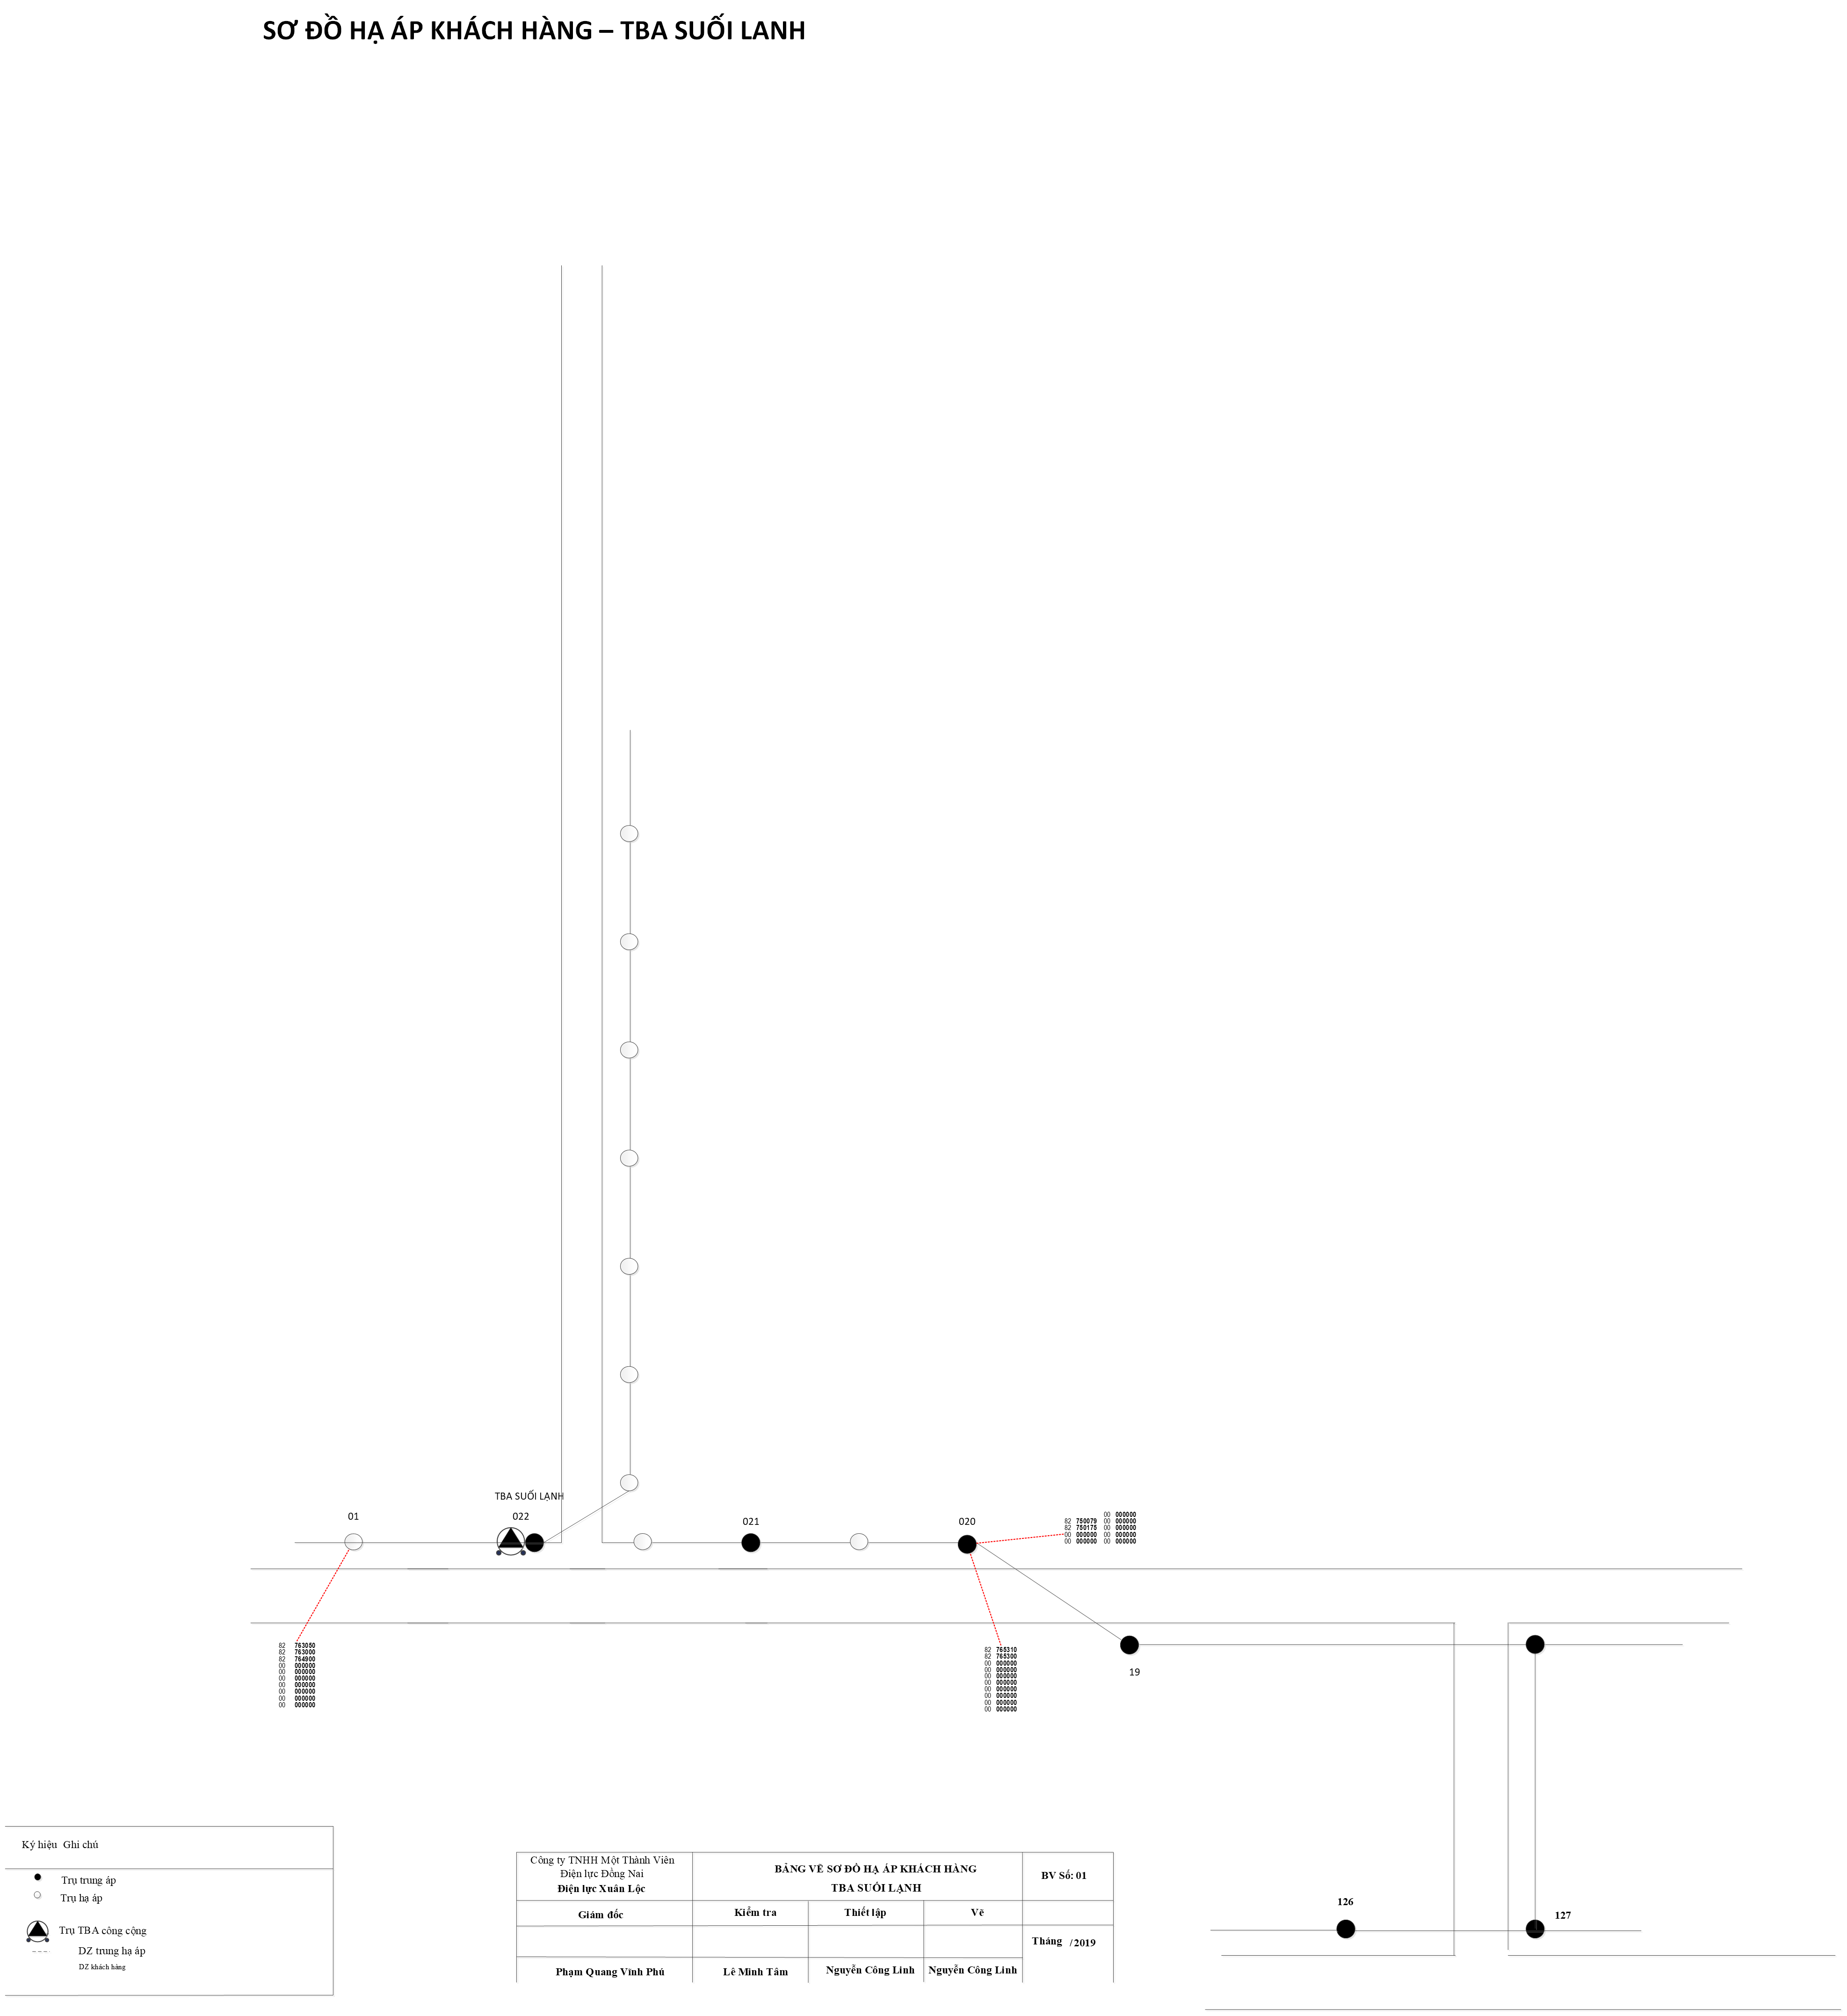 SƠ ĐỒ HẠ ÁP KHÁCH HÀNG – TBA SUỐI LANH
TBA SUỐI LẠNH
01
022
021
020
00 000000
82 750079 00 000000
82 750175 00 000000
00 000000 00 000000
00 000000 00 000000
82 763050
82 763000
82 764900
00 000000
00 000000
00 000000
00 000000
00 000000
00 000000
00 000000
82 765310
82 765300
00 000000
00 000000
00 000000
00 000000
00 000000
00 000000
00 000000
00 000000
19
126
127
Ký hiệu Ghi chú
Trụ trung áp
Trụ hạ áp
Trụ TBA công cộng
DZ trung hạ áp
DZ khách hàng
Công ty TNHH Một Thành Viên
Điện lực Đồng Nai
Điện lực Xuân Lộc
BẢNG VẼ SƠ ĐỒ HẠ ÁP KHÁCH HÀNG
TBA SUỐI LẠNH
BV Số: 01
Giám đốc
Kiểm tra
Thiết lập
Vẽ
Tháng /2019
Phạm Quang Vĩnh Phú
Lê Minh Tâm
Nguyễn Công Linh
Nguyễn Công Linh